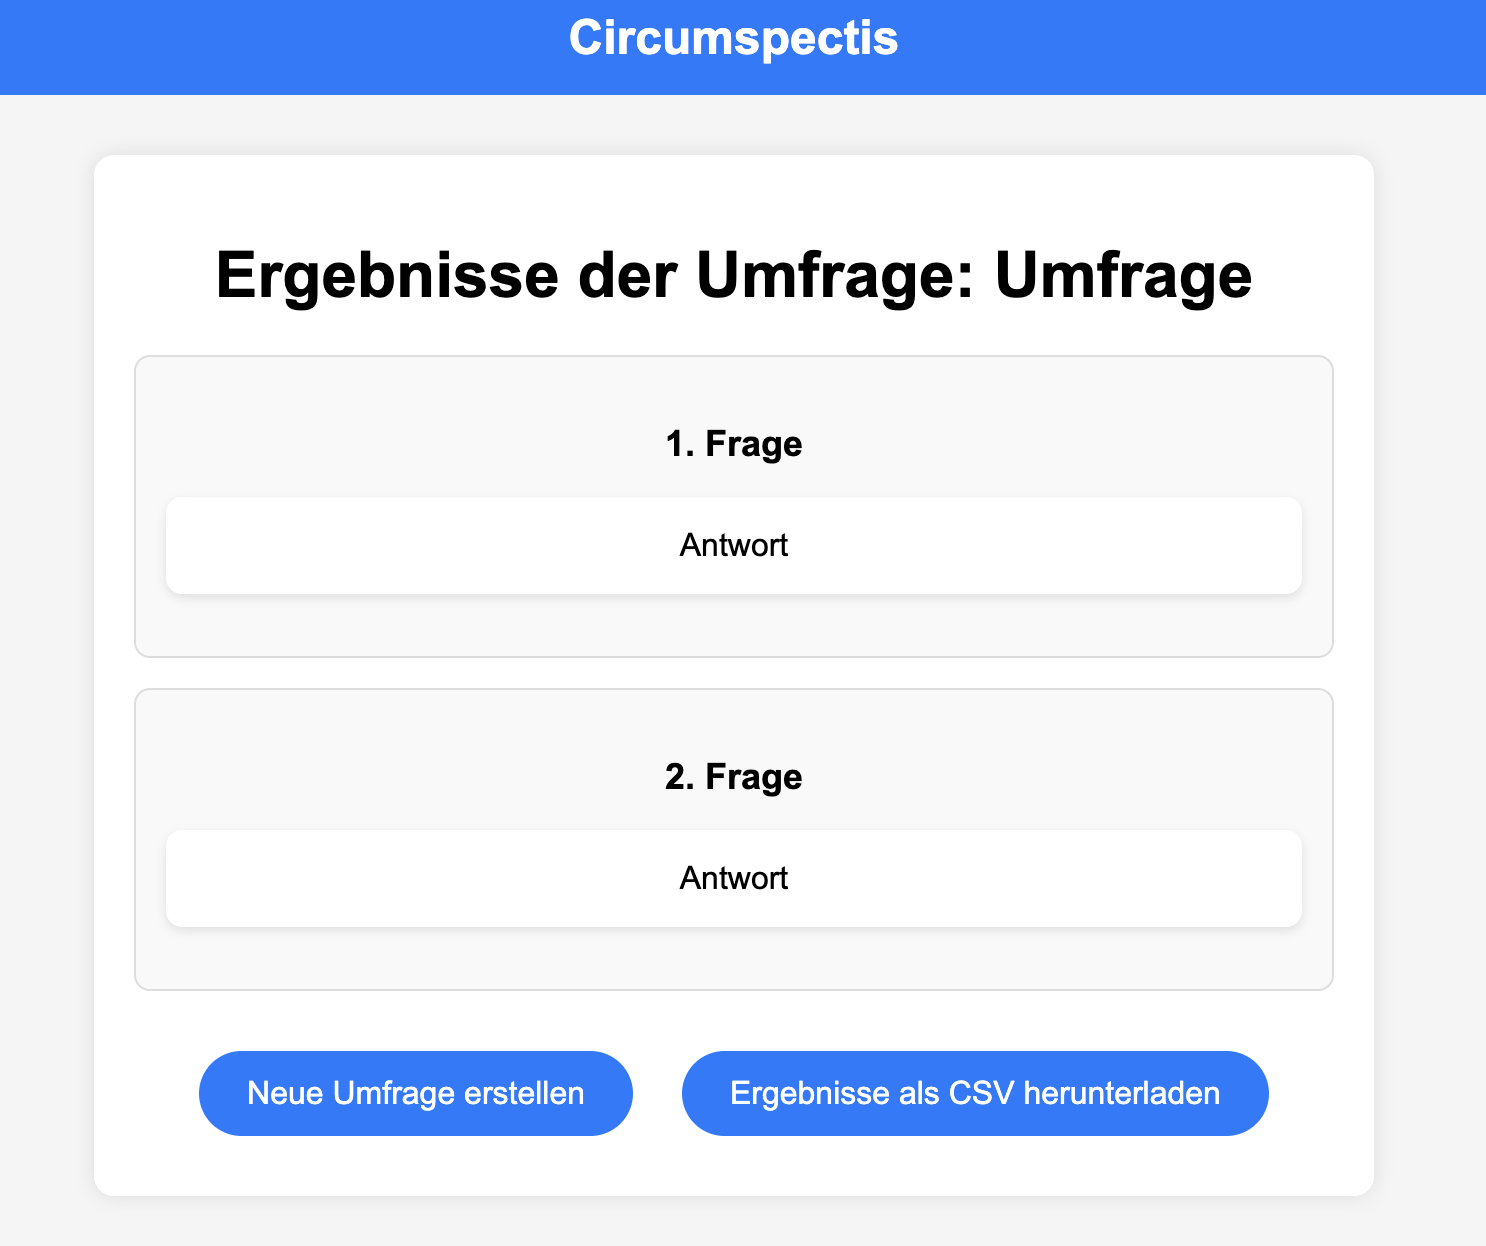 Circumspectis
Ergebnisse der Umfrage: Umfrage
1. Frage
Antwort
2. Frage
Antwort
Neue Umfrage erstellen
Ergebnisse als CSV herunterladen